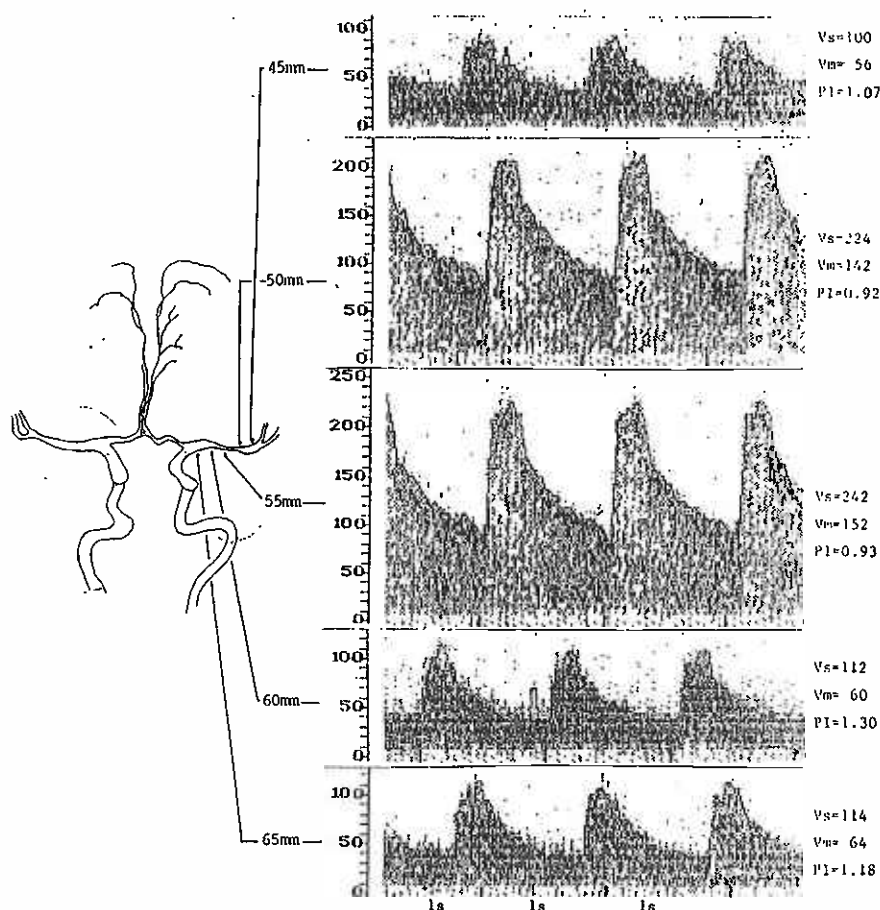 45mm
100
50
0
Vs=100
Vm= 56
PI=1.07
50mm
200
150
100
50
0
Vs=224
Vm=142
PI=0.92
55mm
250
200
150
100
50
0
Vs=242
Vm=152
PI=0.93
60mm
100
50
0
Vs=112
Vm= 60
PI=1.30
65mm
100
50
0
Vs=114
Vm= 64
PI=1.18
1s 1s 1s